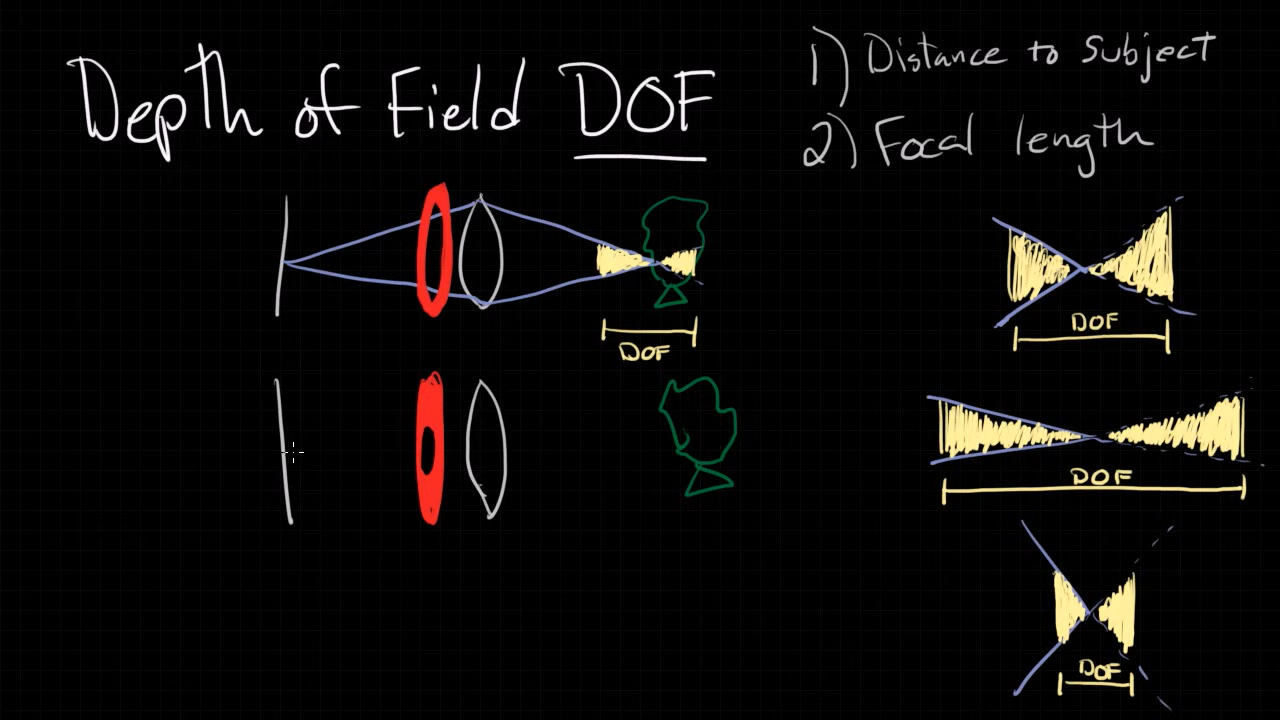 Depth of Field DOF
1) Distance to Subject
2) Focal length
DOF
DOF
DOF
DOF